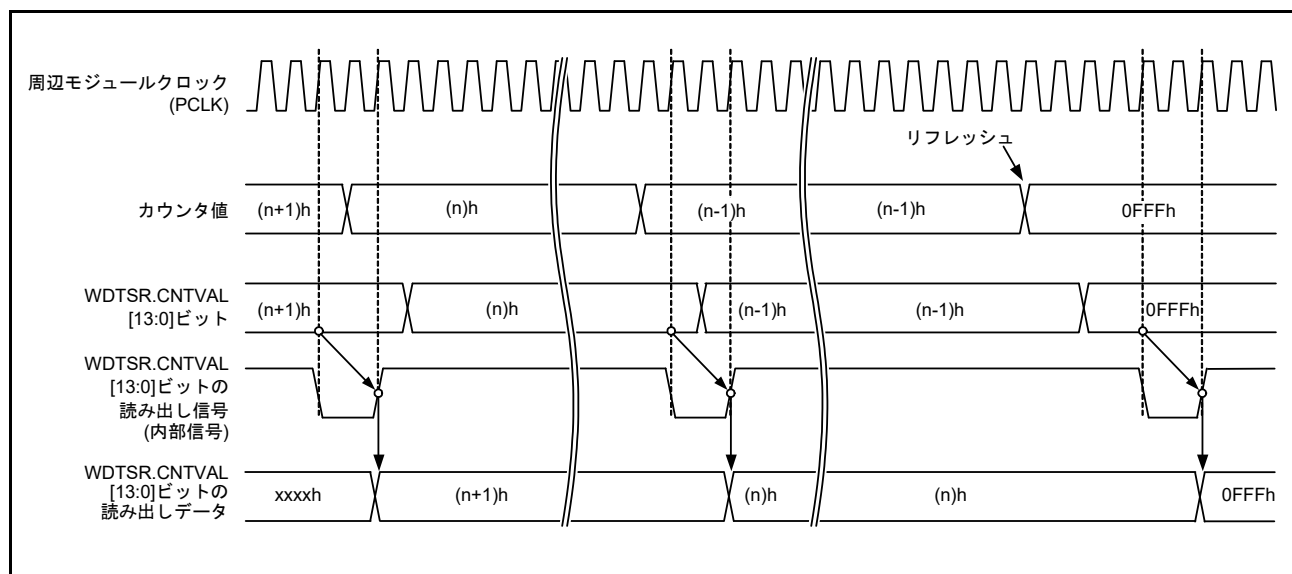 周辺モジュールクロック
(PCLK)
リフレッシュ
カウンタ値
(n+1)h
(n)h
(n-1)h
(n-1)h
0FFFh
WDTSR.CNTVAL
[13:0]ビット
(n+1)h
(n)h
(n-1)h
(n-1)h
0FFFh
WDTSR.CNTVAL
[13:0]ビットの
読み出し信号
(内部信号)
WDTSR.CNTVAL
[13:0]ビットの
読み出しデータ
xxxxh
(n+1)h
(n)h
(n)h
0FFFh